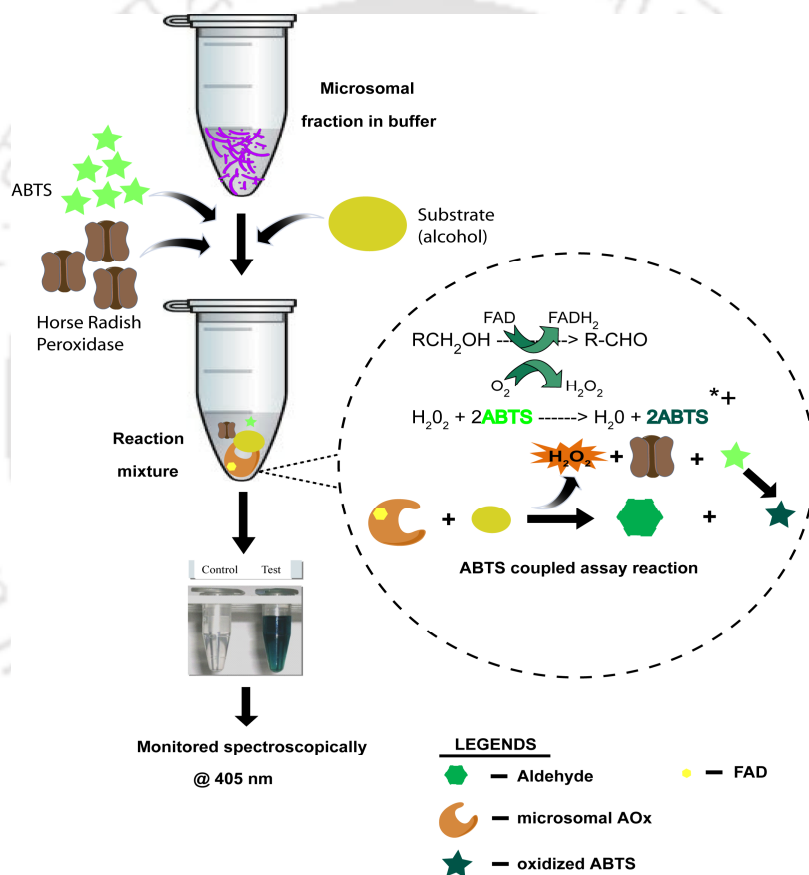 Microsomal
fraction in buffer
ABTS
Substrate
(alcohol)
Horse Radish
Peroxidase
FAD FADH2
RCH2OH -----> R-CHO
O2 H2O2
H202 + 2ABTS ------> H20 + 2ABTS *+
Reaction
mixture
H2O2 + +
+ +
ABTS coupled assay reaction
Control Test
Monitored spectroscopically
@ 405 nm
LEGENDS
– Aldehyde – FAD
– microsomal AOx
– oxidized ABTS